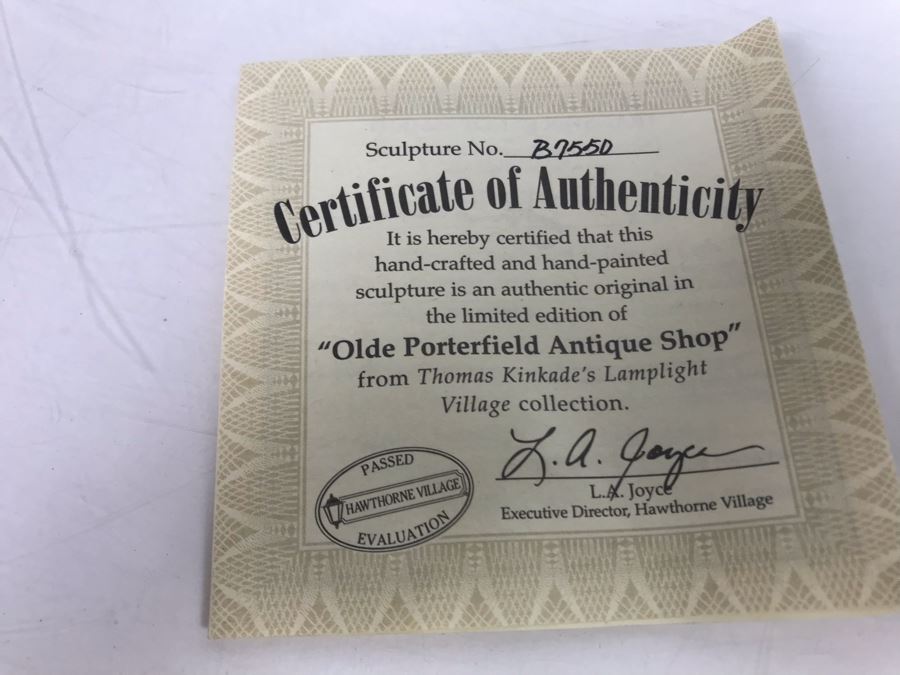 Sculpture No. B7550
Certificate of Authenticity
It is hereby certified that this
hand-crafted and hand-painted
sculpture is an authentic original in
the limited edition of
“Olde Porterfield Antique Shop”
from Thomas Kinkade's Lamplight
Village collection.
L. A. Joyce
L.A. Joyce
Executive Director, Hawthorne Village
PASSED
HAWTHORNE VILLAGE
EVALUATION